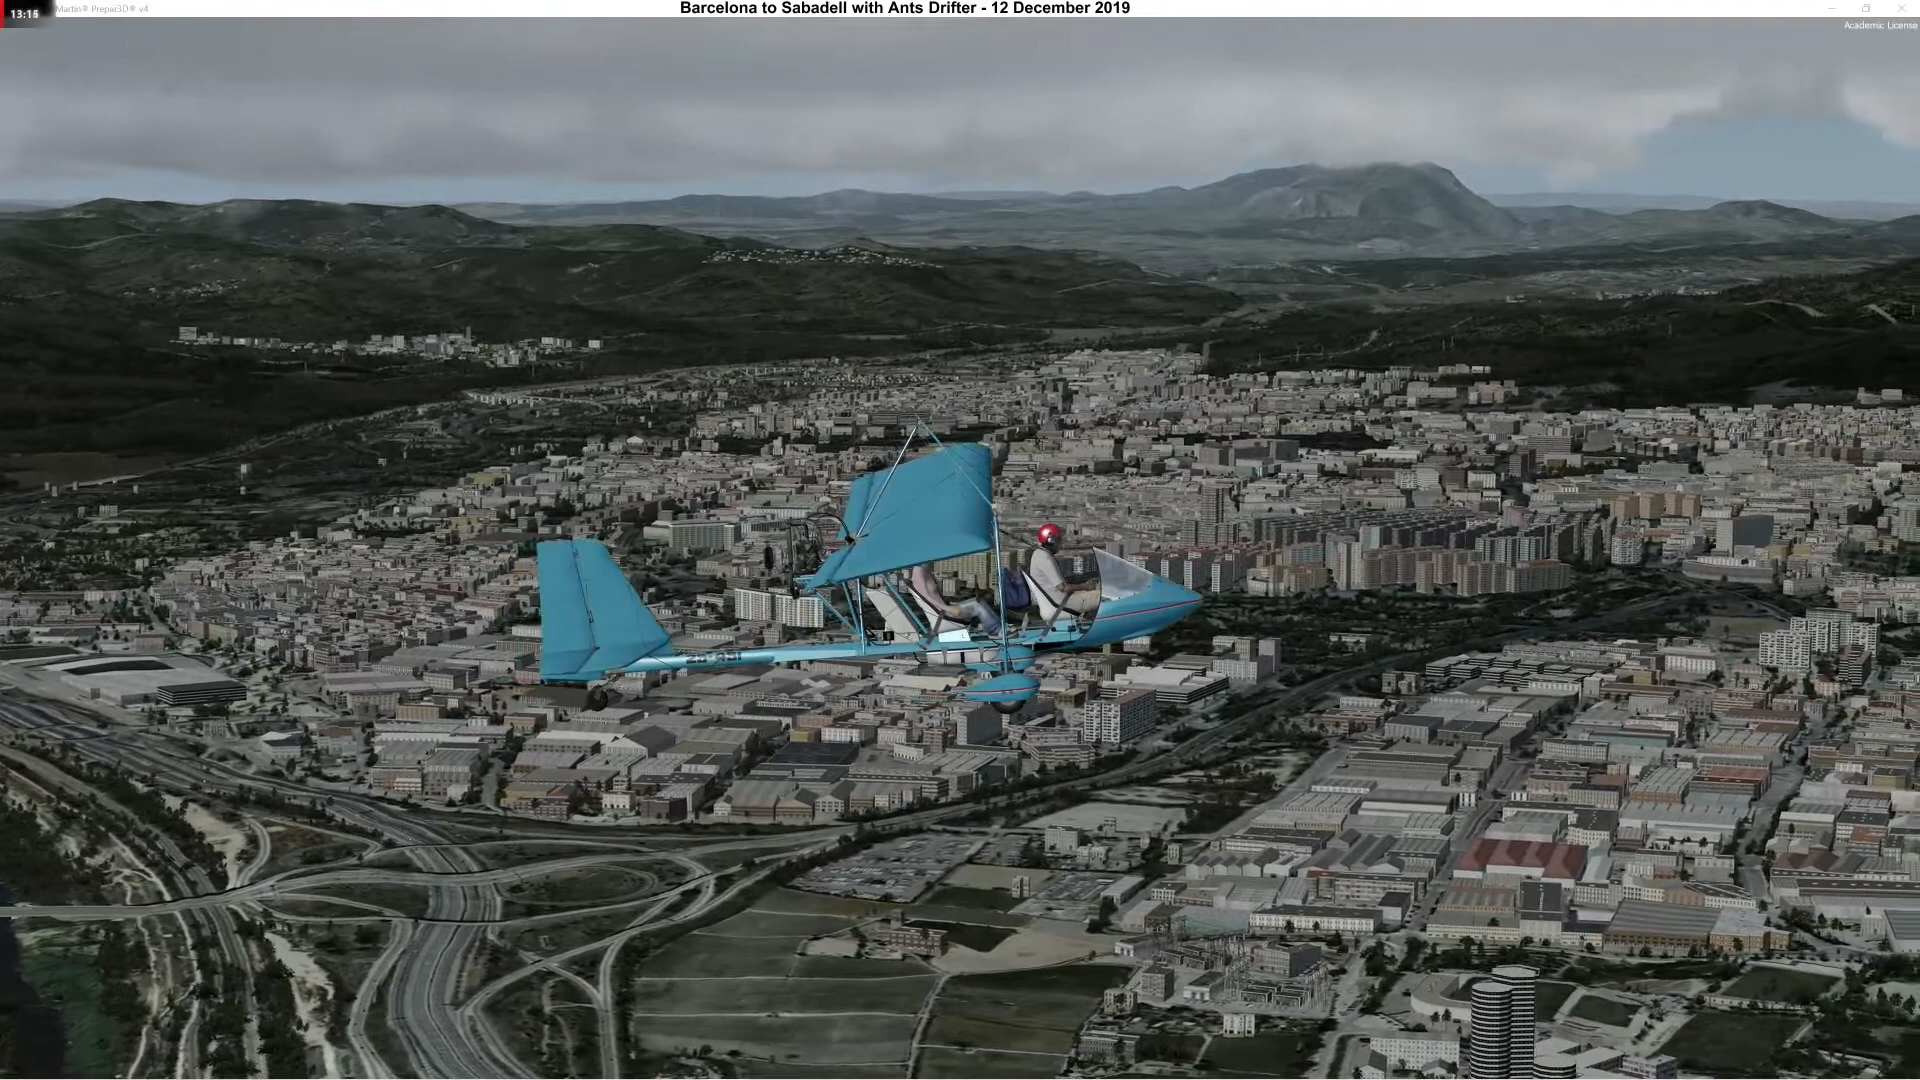 13:15
Martin® Prepar3D® v4
Barcelona to Sabadell with Ants Drifter - 12 December 2019
Academic License